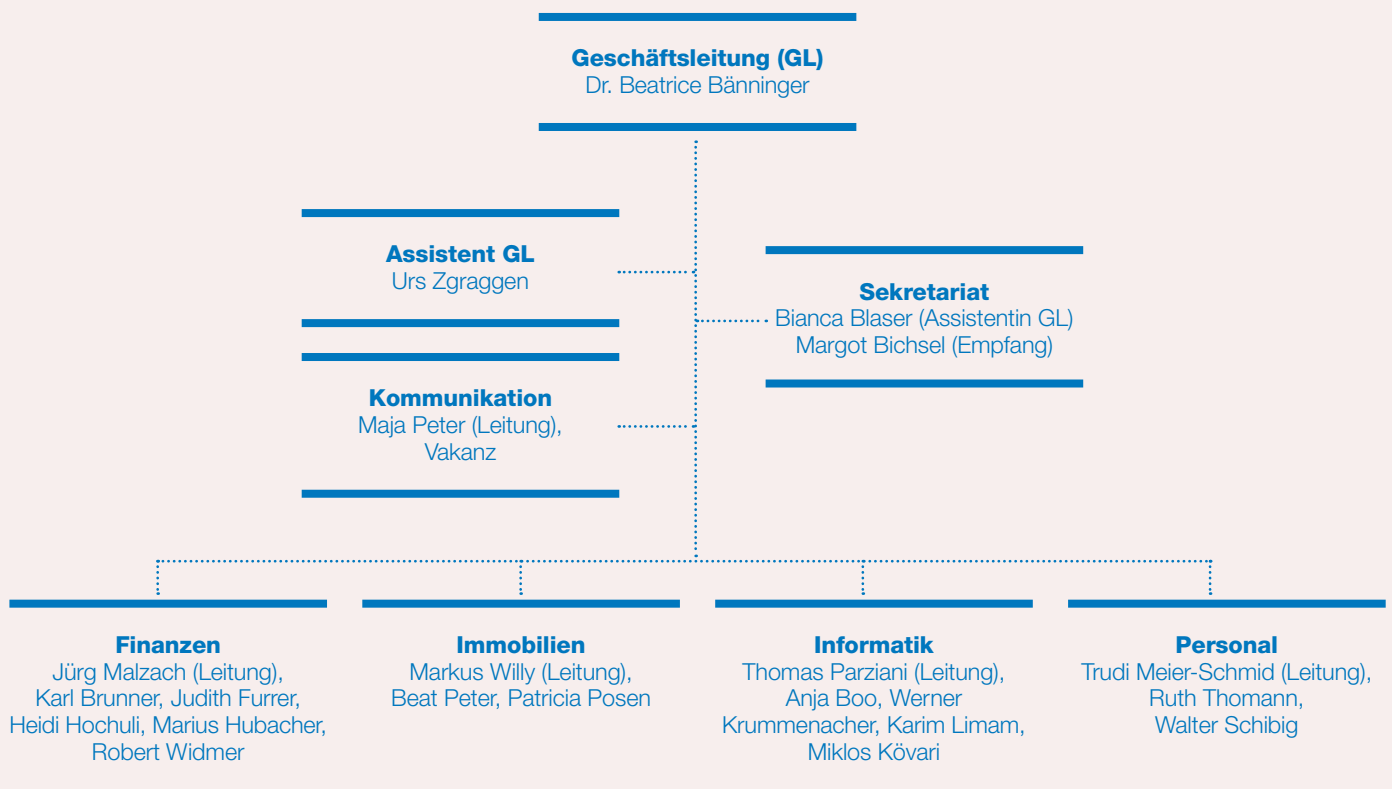 Geschäftsleitung (GL)
Dr. Beatrice Bänninger
Assistent GL
Urs Zgraggen
Sekretariat
Bianca Blaser (Assistentin GL)
Margot Bichsel (Empfang)
Kommunikation
Maja Peter (Leitung),
Vakanz
Finanzen
Jürg Malzach (Leitung),
Karl Brunner, Judith Furrer,
Heidi Hochuli, Marius Hubacher,
Robert Widmer
Immobilien
Markus Willy (Leitung),
Beat Peter, Patricia Posen
Informatik
Thomas Parziani (Leitung),
Anja Boo, Werner
Krummenacher, Karim Limam,
Miklos Kövari
Personal
Trudi Meier-Schmid (Leitung),
Ruth Thomann,
Walter Schibig